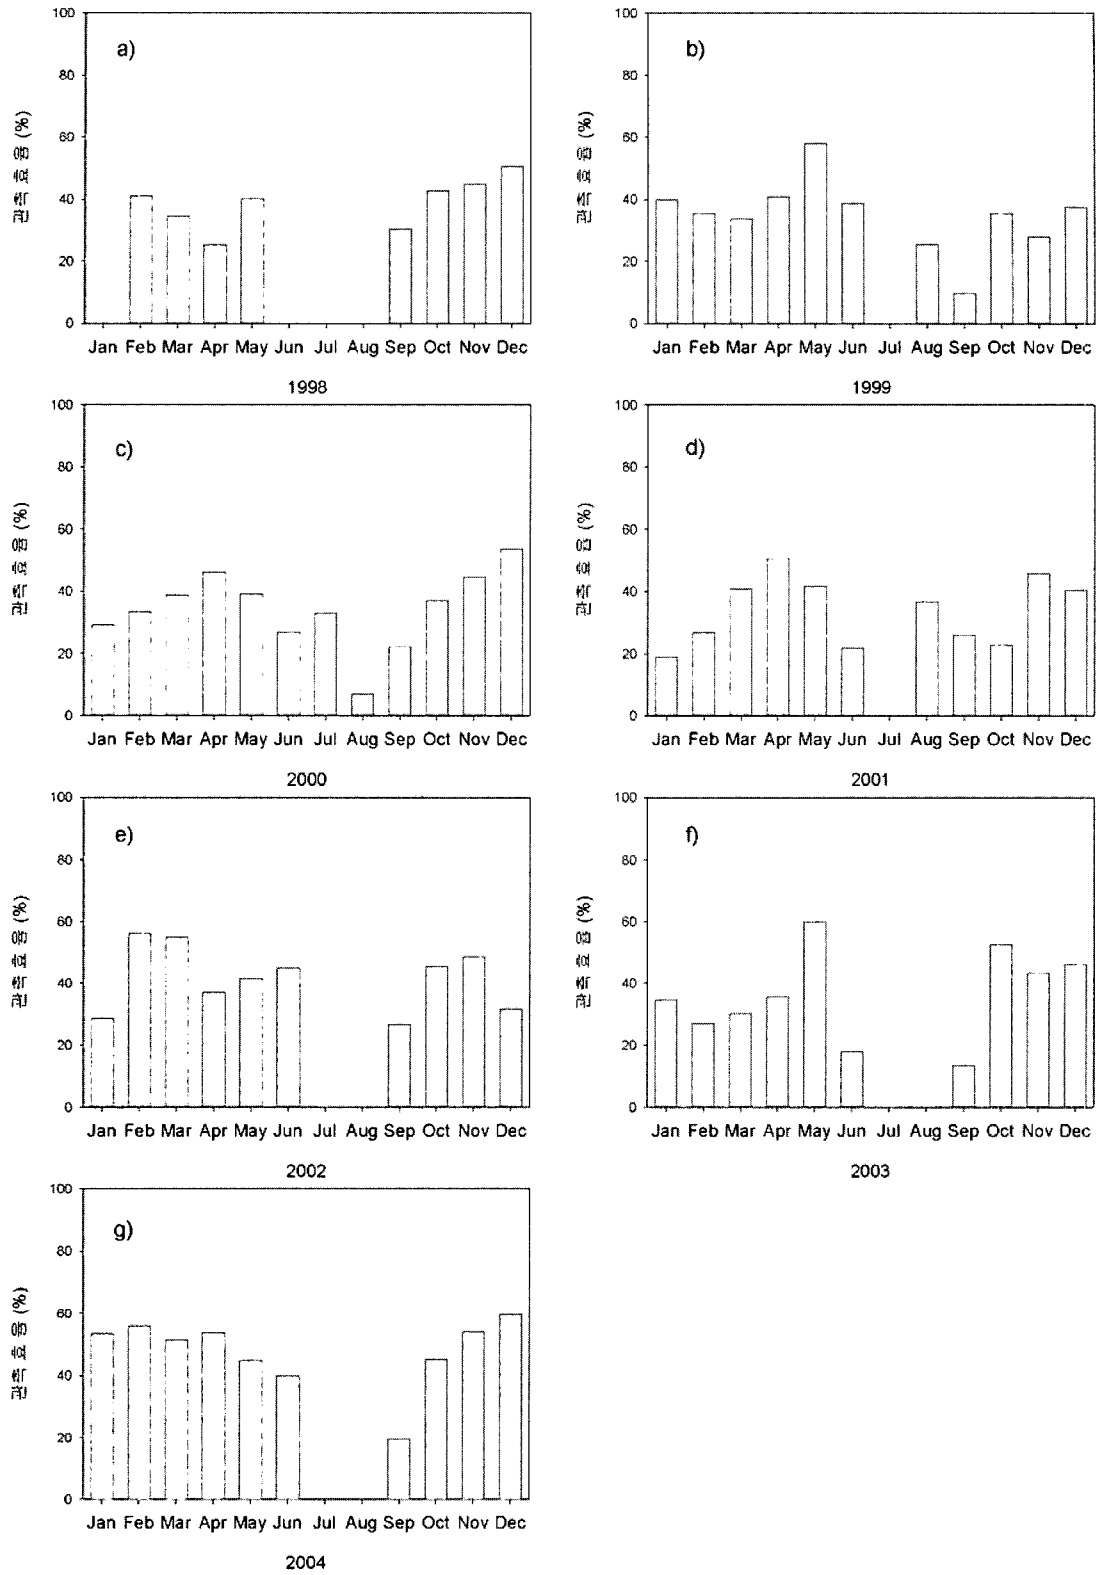 100 80 60 40 20 0
관측효율 (%)
a)
Jan Feb Mar Apr May Jun Jul Aug Sep Oct Nov Dec
1998
100 80 60 40 20 0
관측효율 (%)
b)
Jan Feb Mar Apr May Jun Jul Aug Sep Oct Nov Dec
1999
100 80 60 40 20 0
관측효율 (%)
c)
Jan Feb Mar Apr May Jun Jul Aug Sep Oct Nov Dec
2000
100 80 60 40 20 0
관측효율 (%)
d)
Jan Feb Mar Apr May Jun Jul Aug Sep Oct Nov Dec
2001
100 80 60 40 20 0
관측효율 (%)
e)
Jan Feb Mar Apr May Jun Jul Aug Sep Oct Nov Dec
2002
100 80 60 40 20 0
관측효율 (%)
f)
Jan Feb Mar Apr May Jun Jul Aug Sep Oct Nov Dec
2003
100 80 60 40 20 0
관측효율 (%)
g)
Jan Feb Mar Apr May Jun Jul Aug Sep Oct Nov Dec
2004